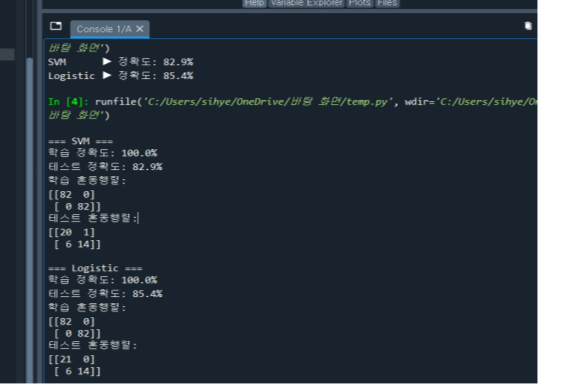 Help Variable Explorer Plots Files
Console 1/A ×
바탕 화면')
SVM ▶ 정확도: 82.9%
Logistic ▶ 정확도: 85.4%
In [4]: runfile('C:/Users/sihye/OneDrive/바탕 화면/temp.py', wdir='C:/Users/sihye/On
바탕 화면')
=== SVM ===
학습 정확도: 100.0%
테스트 정확도: 82.9%
학습 혼동행렬:
[[82  0]
 [ 0 82]]
테스트 혼동행렬:
[[20  1]
 [ 6 14]]
=== Logistic ===
학습 정확도: 100.0%
테스트 정확도: 85.4%
학습 혼동행렬:
[[82  0]
 [ 0 82]]
테스트 혼동행렬:
[[21  0]
 [ 6 14]]